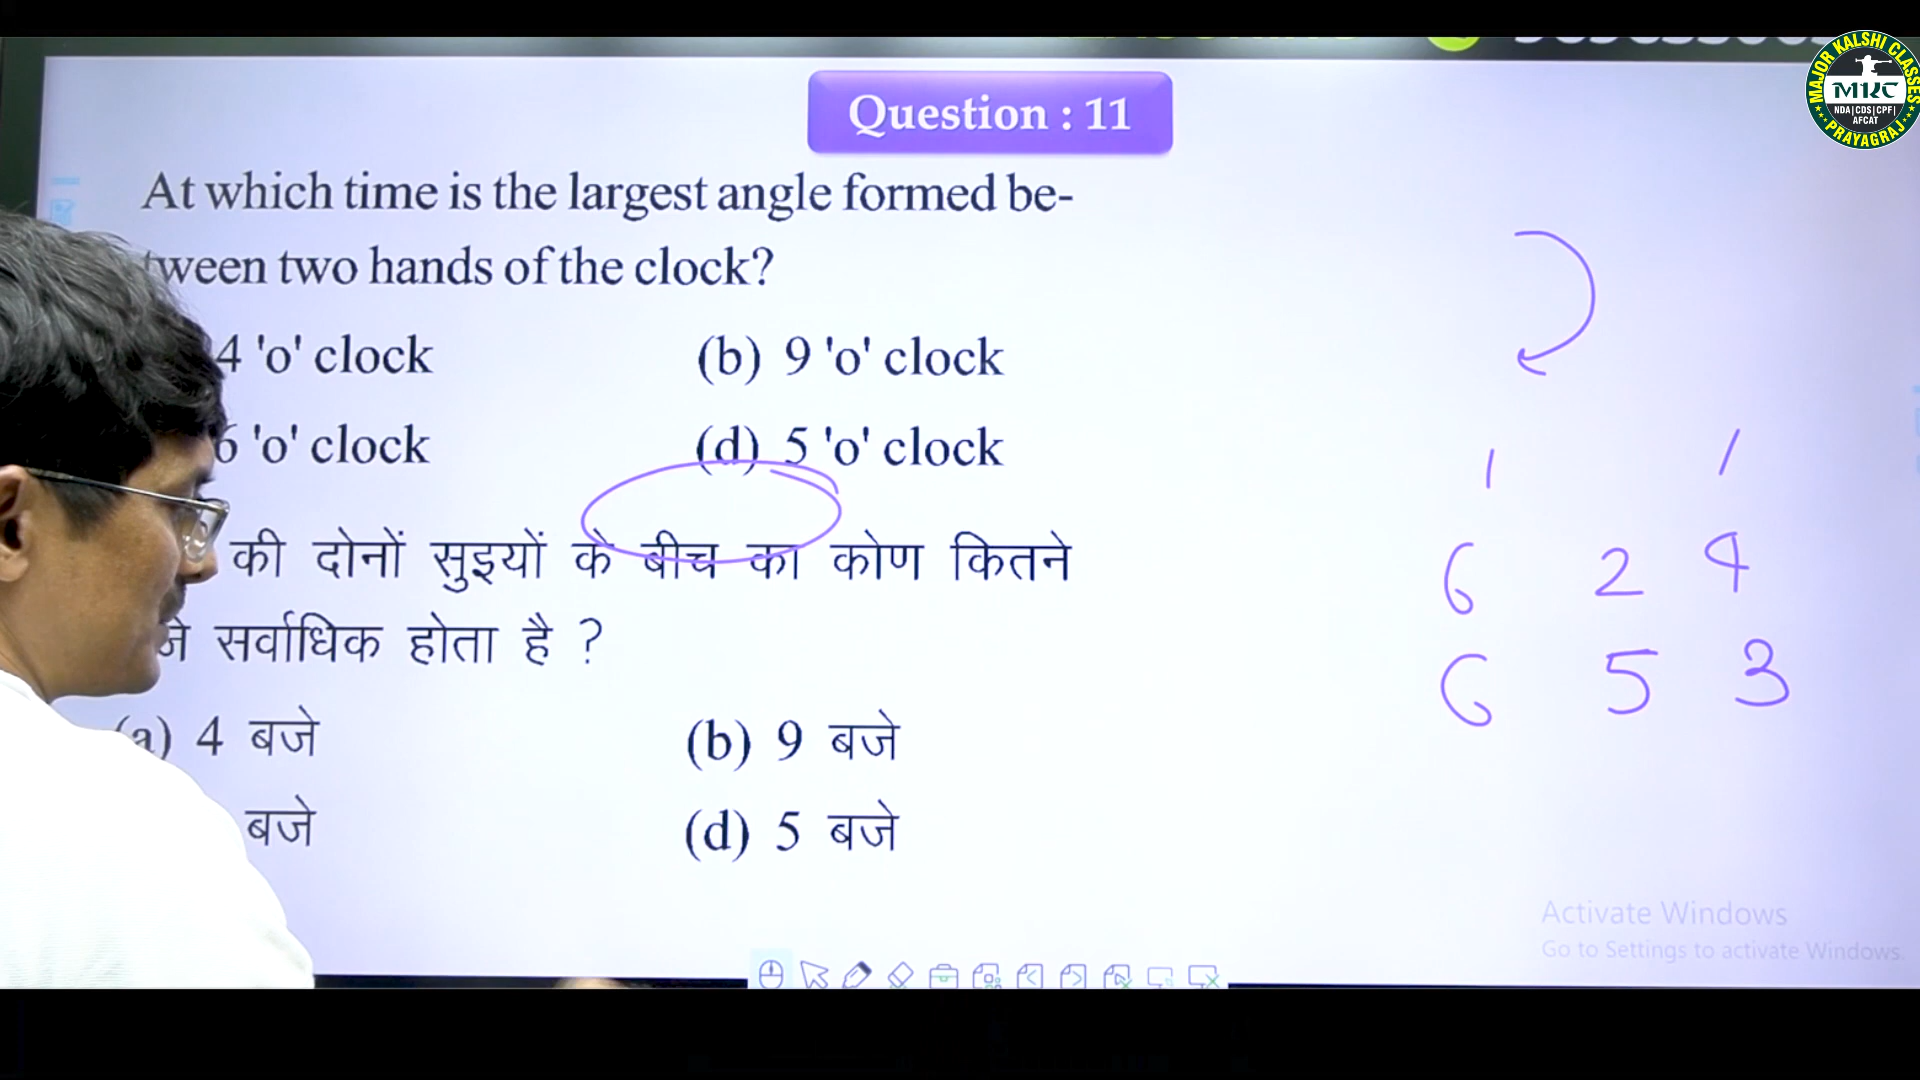 MAJOR KALSHI CLASSES
MKC
NDA|CDS|CPF|
AFCAT
PRAYAGRAJ
Question : 11
At which time is the largest angle formed be-
tween two hands of the clock?
4 'o' clock (b) 9 'o' clock
6 'o' clock (d) 5 'o' clock
की दोनों सुइयों के बीच का कोण कितने
सर्वाधिक होता है ?
(a) 4 बजे (b) 9 बजे
बजे (d) 5 बजे
1 1
6 2 4
6 5 3
Activate Windows
Go to Settings to activate Windows.